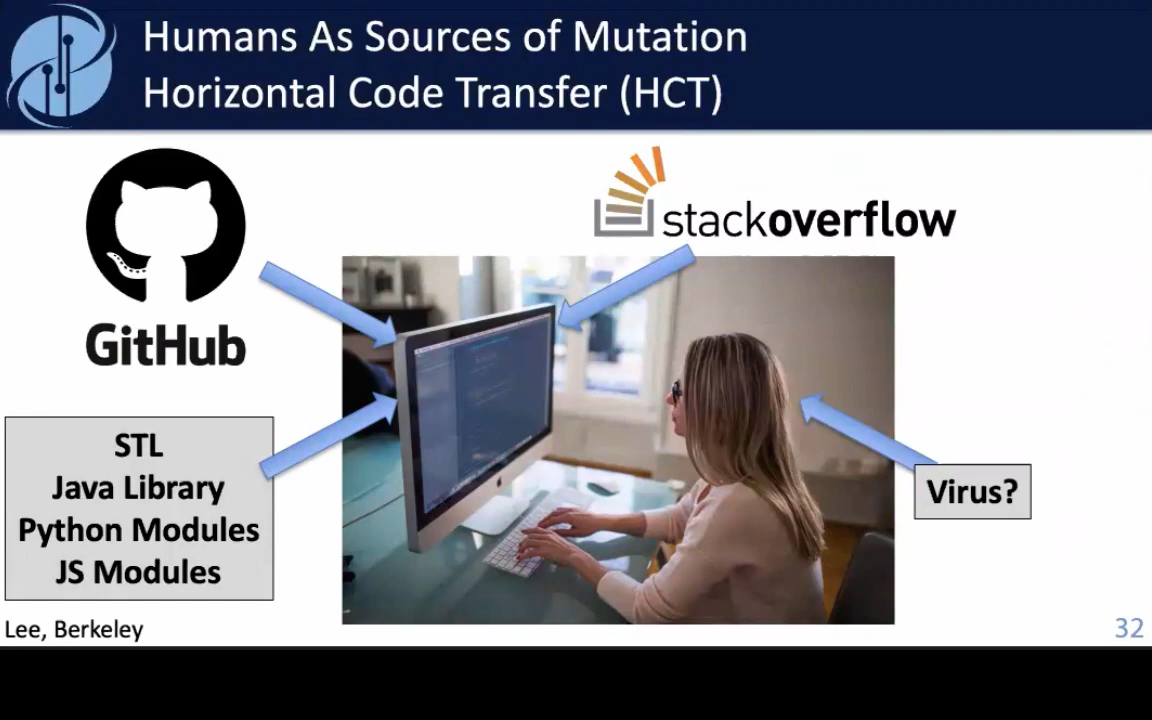 Humans As Sources of Mutation
Horizontal Code Transfer (HCT)
GitHub
stackoverflow
STL
Java Library
Python Modules
JS Modules
Virus?
Lee, Berkeley
32